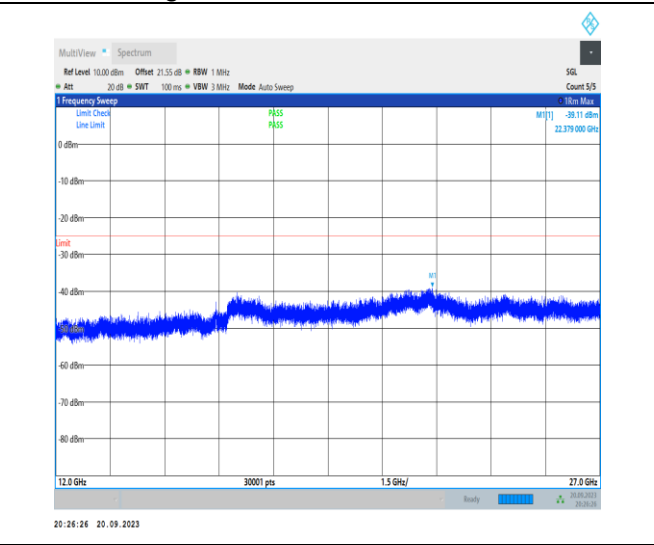 MultiView Spectrum
Ref Level 10.00 dBm Offset 21.55 dB RBW 1 MHz SGL
Att 20 dB SWT 100 ms VBW 3 MHz Mode Auto Sweep Count 5/5
1 Frequency Sweep 1Rm Max
Limit Check PASS M1[1] -39.11 dBm
Line Limit PASS 22.379 000 GHz
0 dBm
-10 dBm
-20 dBm
Limit
-30 dBm
M1
-40 dBm
-50 dBm
-60 dBm
-70 dBm
-80 dBm
12.0 GHz 30001 pts 1.5 GHz/ 27.0 GHz
Ready 20.09.2023
20:26:26
20:26:26 20.09.2023